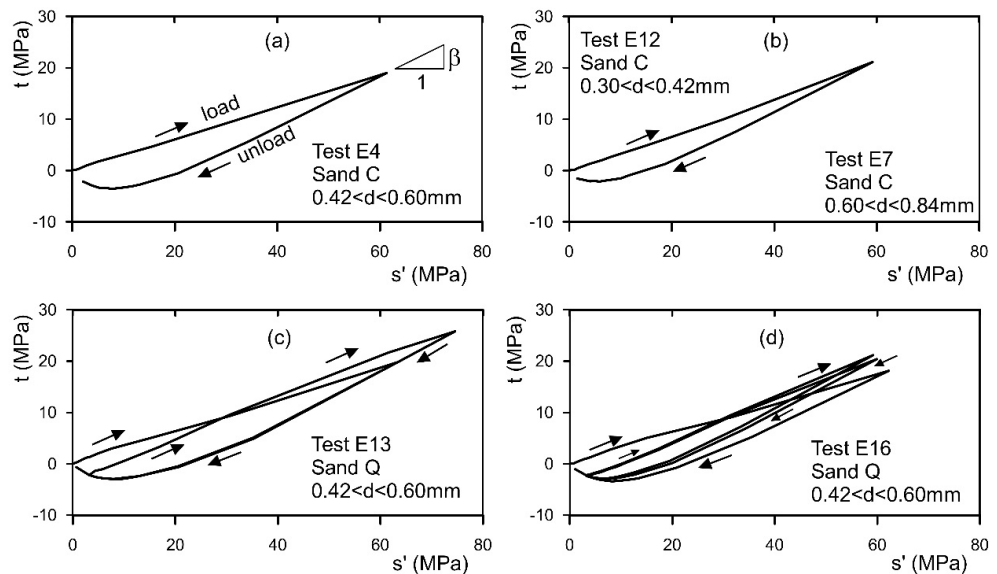 (a)
t (MPa)
30
20
10
0
-10
load
unload
β
1
Test E4
Sand C
0.42<d<0.60mm
0 20 40 60 80
s' (MPa)
(b)
t (MPa)
30
20
10
0
-10
Test E12
Sand C
0.30<d<0.42mm
Test E7
Sand C
0.60<d<0.84mm
0 20 40 60 80
s' (MPa)
(c)
t (MPa)
30
20
10
0
-10
Test E13
Sand Q
0.42<d<0.60mm
0 20 40 60 80
s' (MPa)
(d)
t (MPa)
30
20
10
0
-10
Test E16
Sand Q
0.42<d<0.60mm
0 20 40 60 80
s' (MPa)